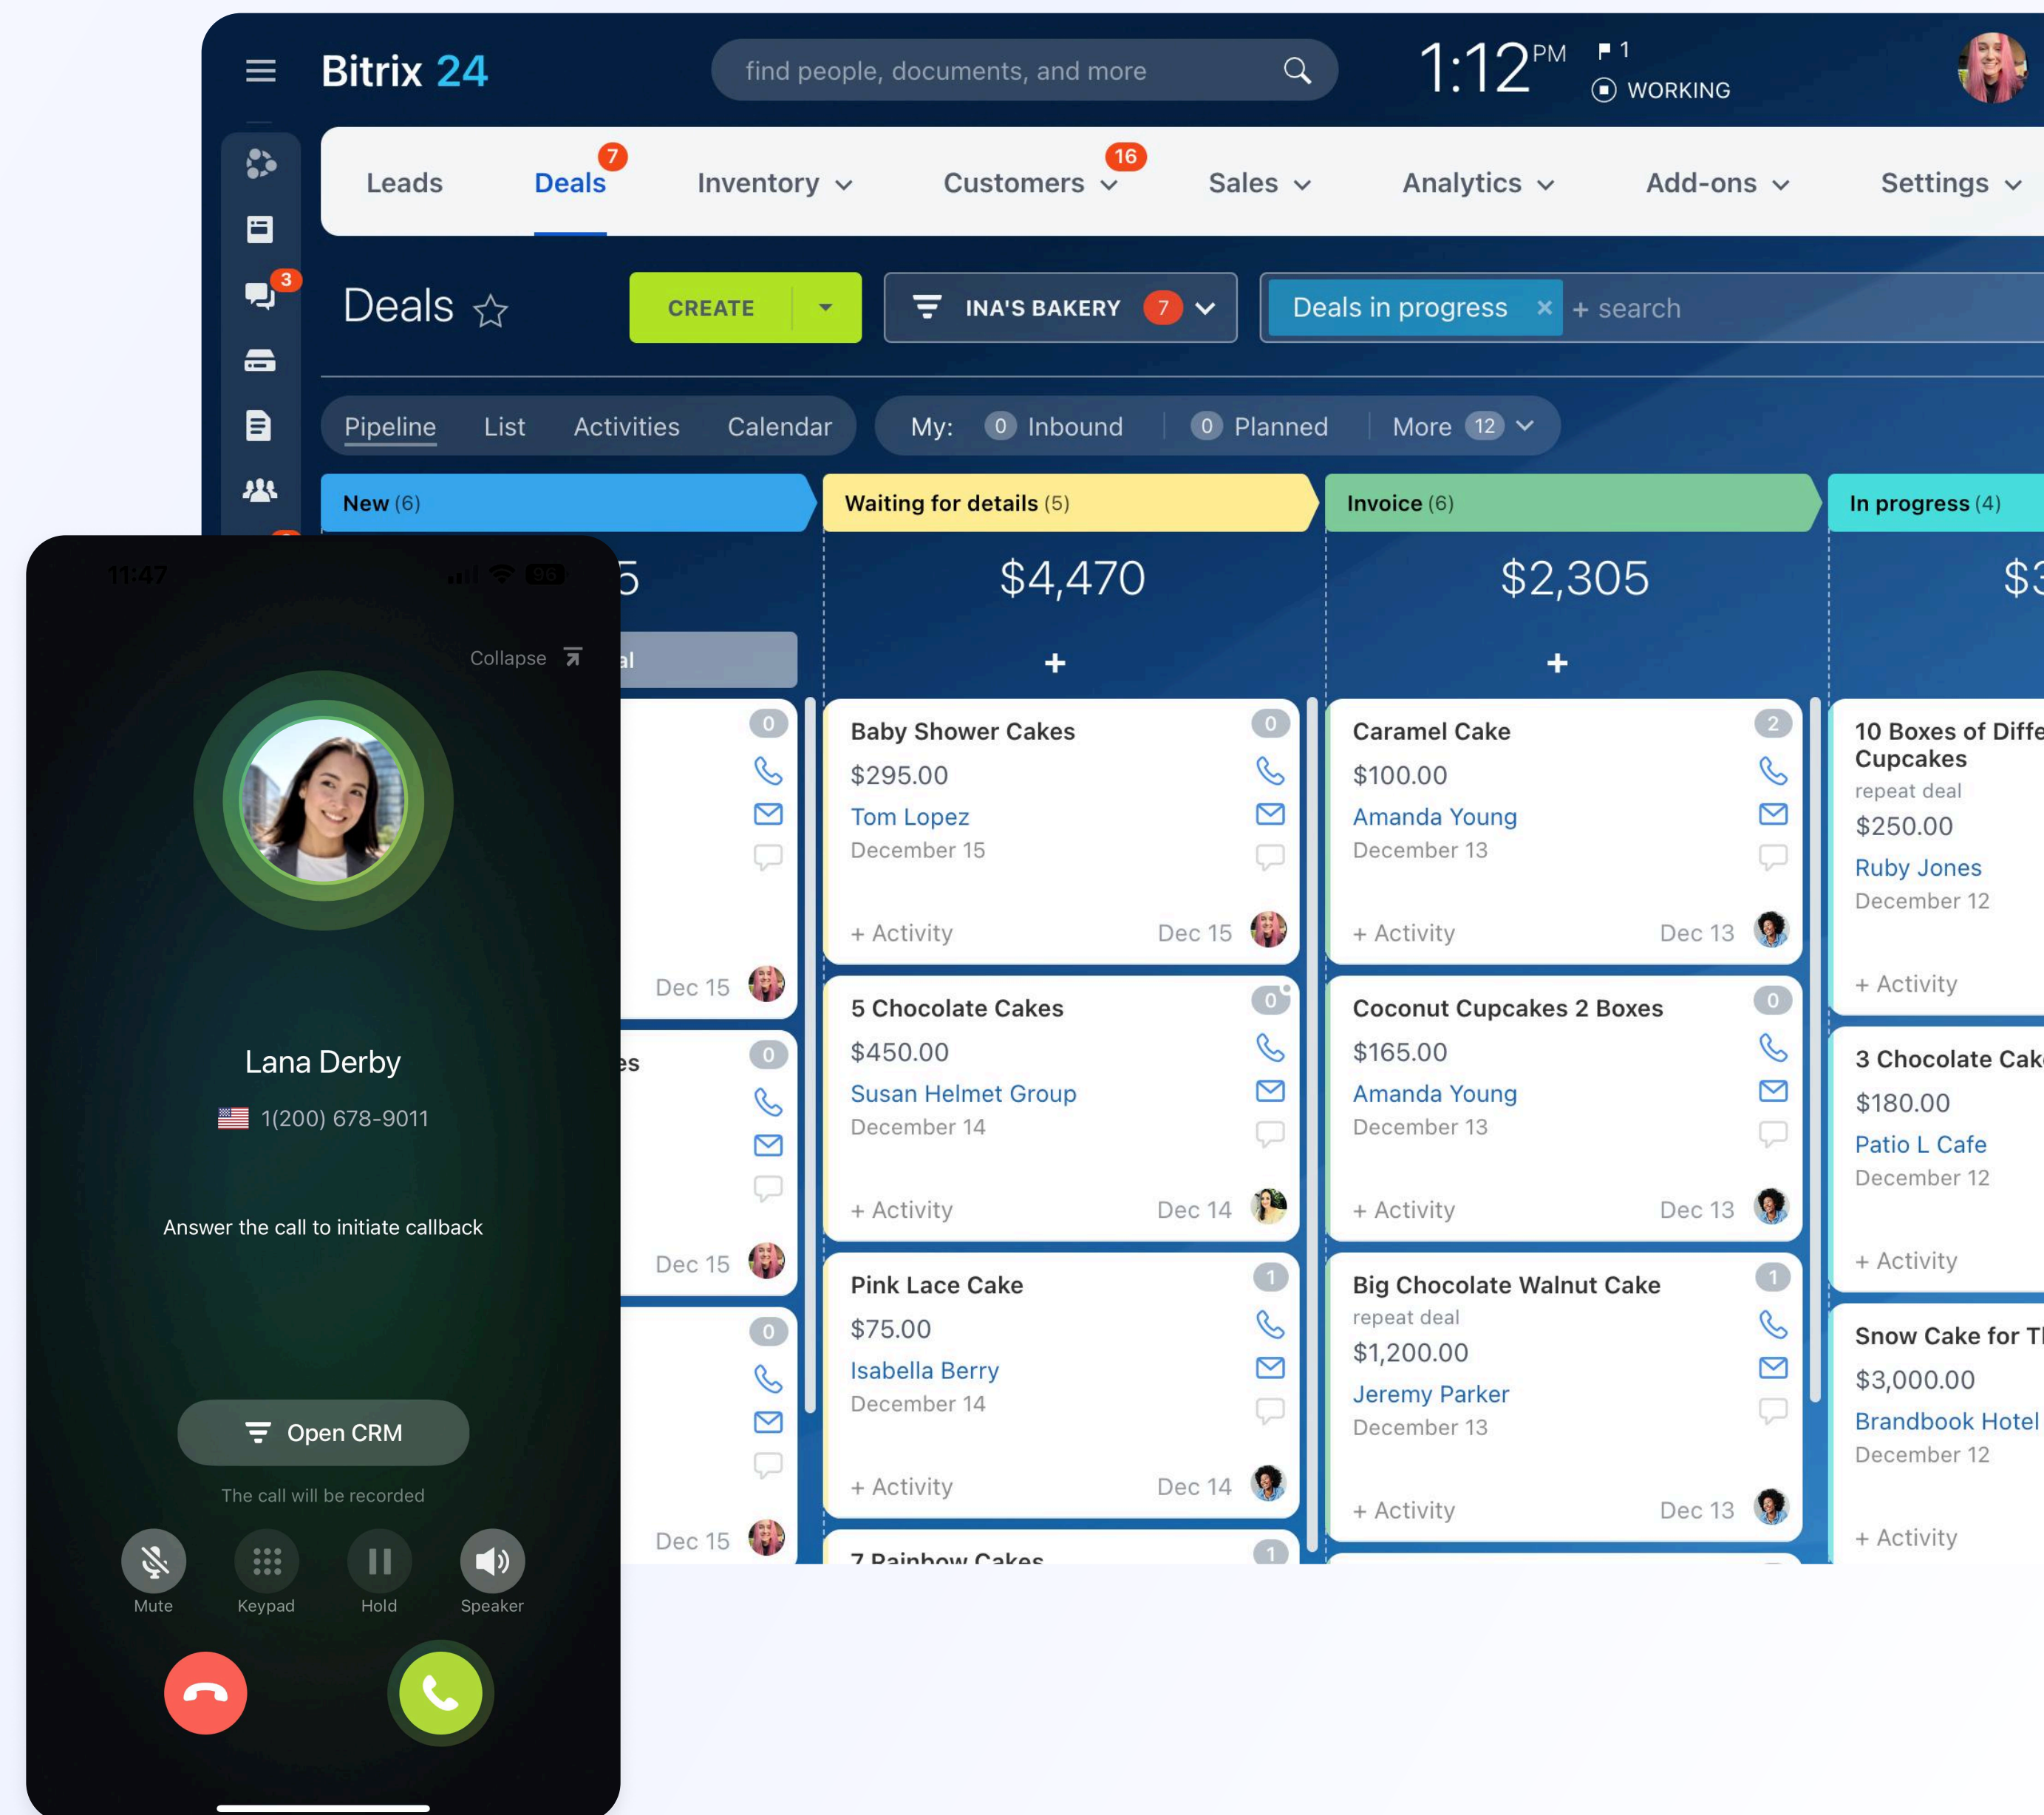 Bitrix 24
find people, documents, and more
1:12 PM
1
WORKING
Leads
Deals
7
Inventory
Customers
16
Sales
Analytics
Add-ons
Settings
3
Deals
CREATE
INA'S BAKERY
7
Deals in progress ×
+ search
Pipeline
List
Activities
Calendar
My:
0 Inbound
0 Planned
More 12
New (6)
Waiting for details (5)
$4,470
+
Baby Shower Cakes
0
$295.00
Tom Lopez
December 15
+ Activity
Dec 15
5 Chocolate Cakes
0
$450.00
Susan Helmet Group
December 14
+ Activity
Dec 14
Pink Lace Cake
1
$75.00
Isabella Berry
December 14
+ Activity
Dec 14
7 Rainbow Cakes
1
Invoice (6)
$2,305
+
Caramel Cake
2
$100.00
Amanda Young
December 13
+ Activity
Dec 13
Coconut Cupcakes 2 Boxes
0
$165.00
Amanda Young
December 13
+ Activity
Dec 13
Big Chocolate Walnut Cake
1
repeat deal
$1,200.00
Jeremy Parker
December 13
+ Activity
Dec 13
In progress (4)
10 Boxes of
Cupcakes
repeat deal
$250.00
Ruby Jones
December 12
+ Activity
3 Chocolate
$180.00
Patio L Cafe
December 12
+ Activity
Snow Cake for
$3,000.00
Brandbook Hotel
December 12
+ Activity
0
Dec 15
0
Dec 15
0
Dec 15
11:47
96
Collapse
Lana Derby
1(200) 678-9011
Answer the call to initiate callback
Open CRM
The call will be recorded
Mute
Keypad
Hold
Speaker